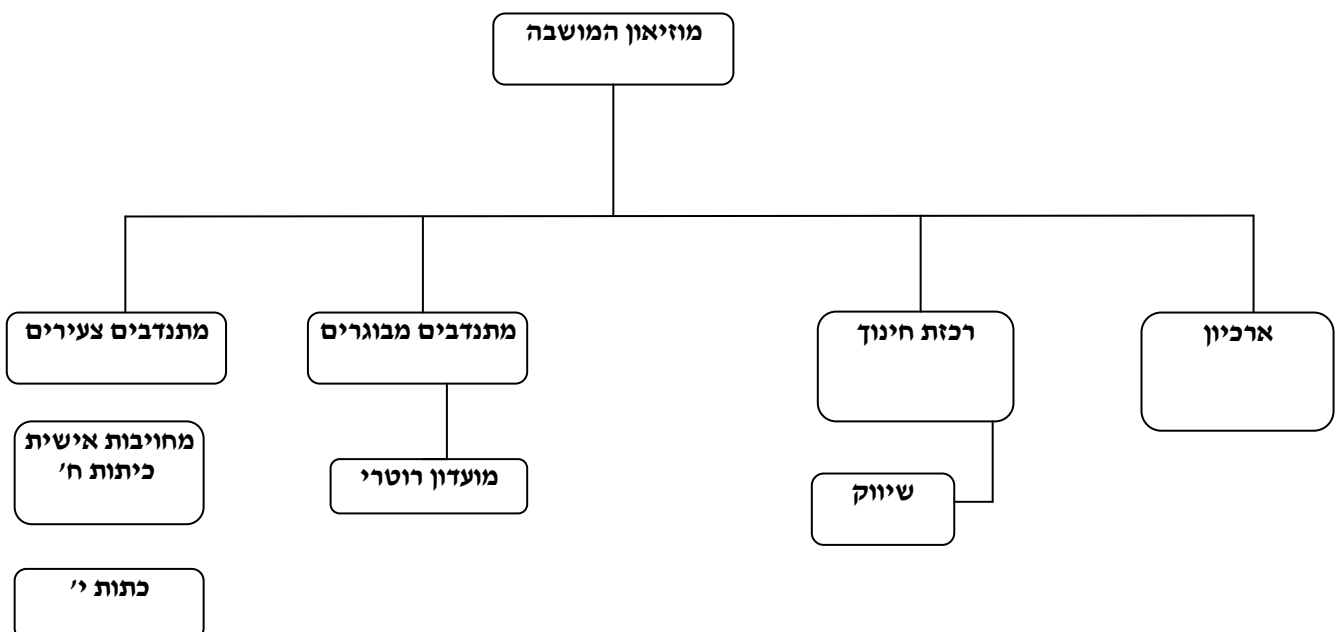 מוזיאון המושבה
ארכיון
רכזת חינוך
מתנדבים מבוגרים
מתנדבים צעירים
שיווק
מועדון רוטרי
מחויבות אישית
כיתות ח׳
כתות י׳